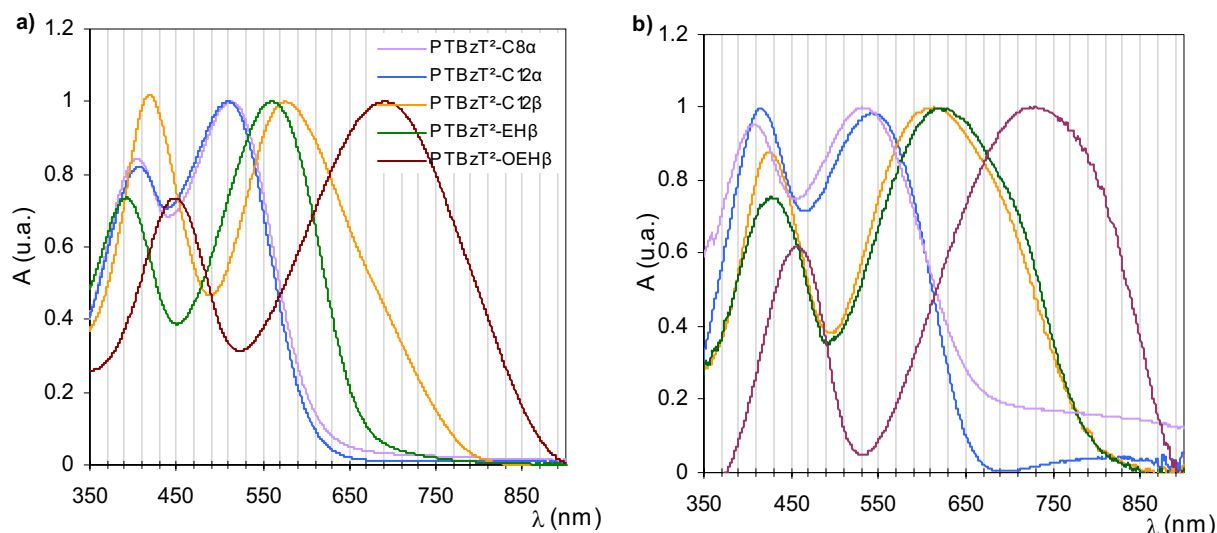 a)
1.2
1
0.8
0.6
0.4
0.2
0
A (u.a.)
PTBzT²-C8α
PTBzT²-C12α
PTBzT²-C12β
PTBzT²-EHβ
PTBzT²-OEHβ
350 450 550 650 750 850
λ (nm)
b)
1.2
1
0.8
0.6
0.4
0.2
0
A (u.a.)
350 450 550 650 750 850
λ (nm)